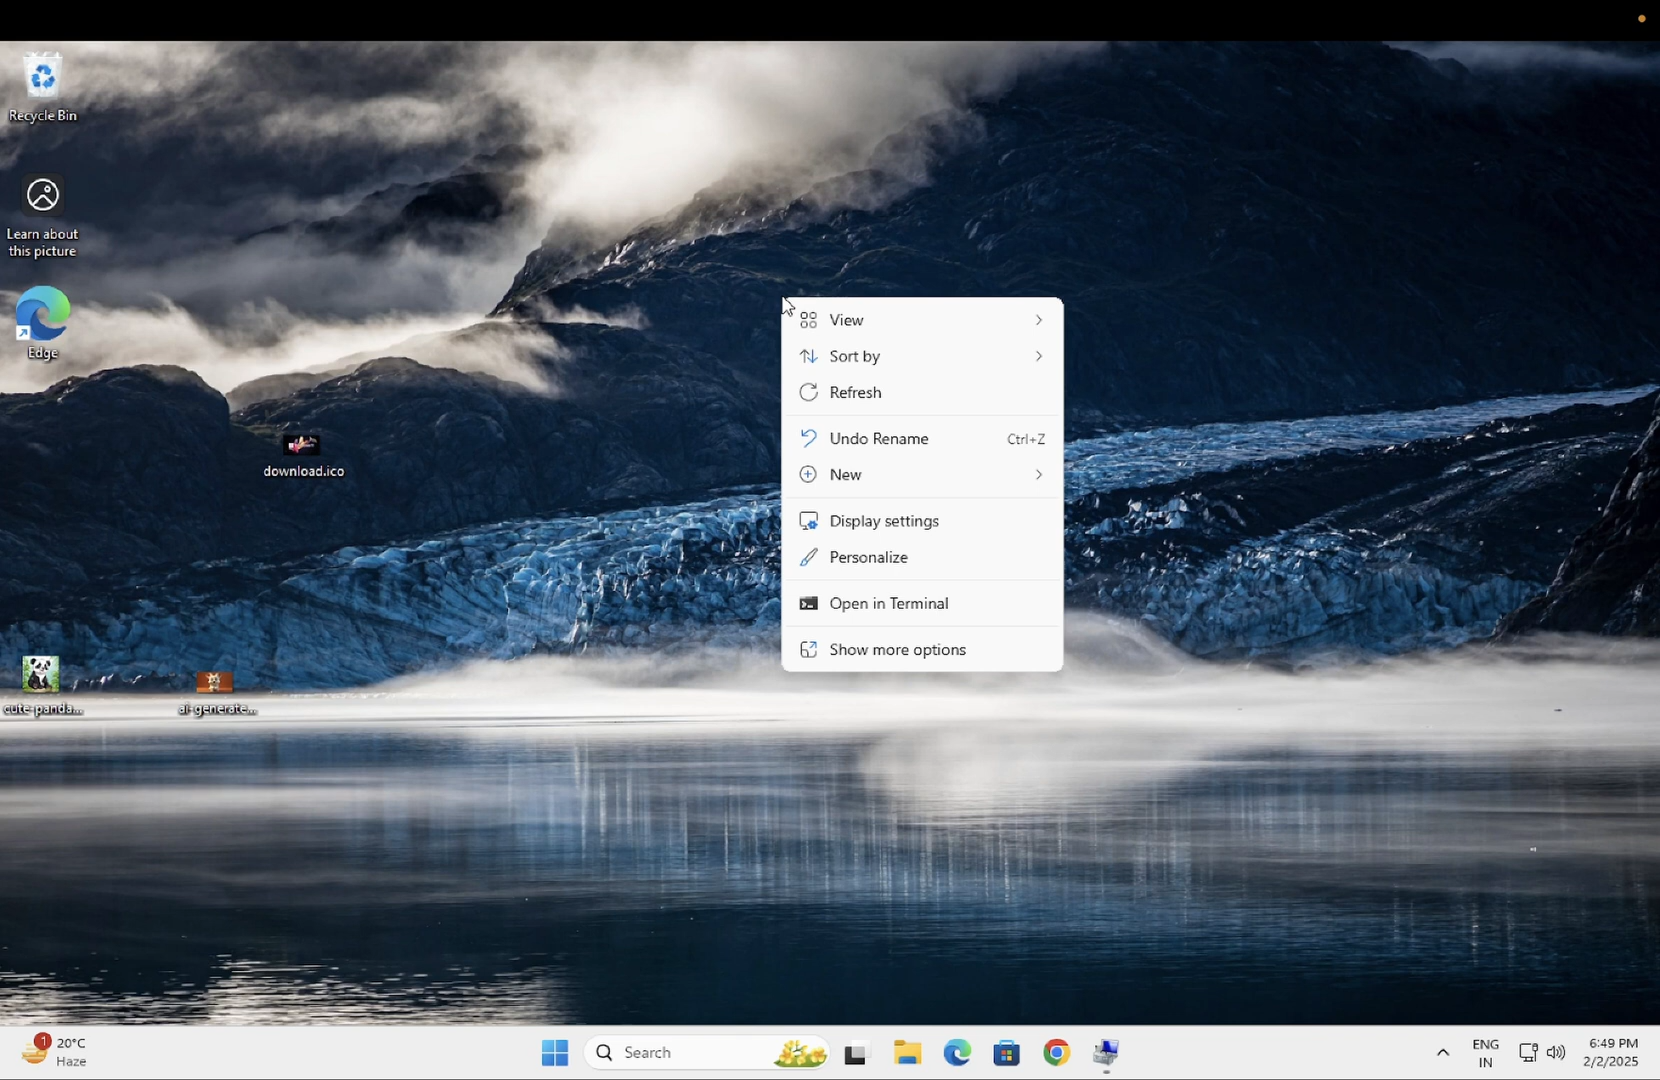 Recycle Bin
Learn about
this picture
Edge
download.ico
cute-panda...
ai-generate...
View
Sort by
Refresh
Undo Rename Ctrl+Z
New
Display settings
Personalize
Open in Terminal
Show more options
1
20°C
Haze
Search
ENG
IN
6:49 PM
2/2/2025